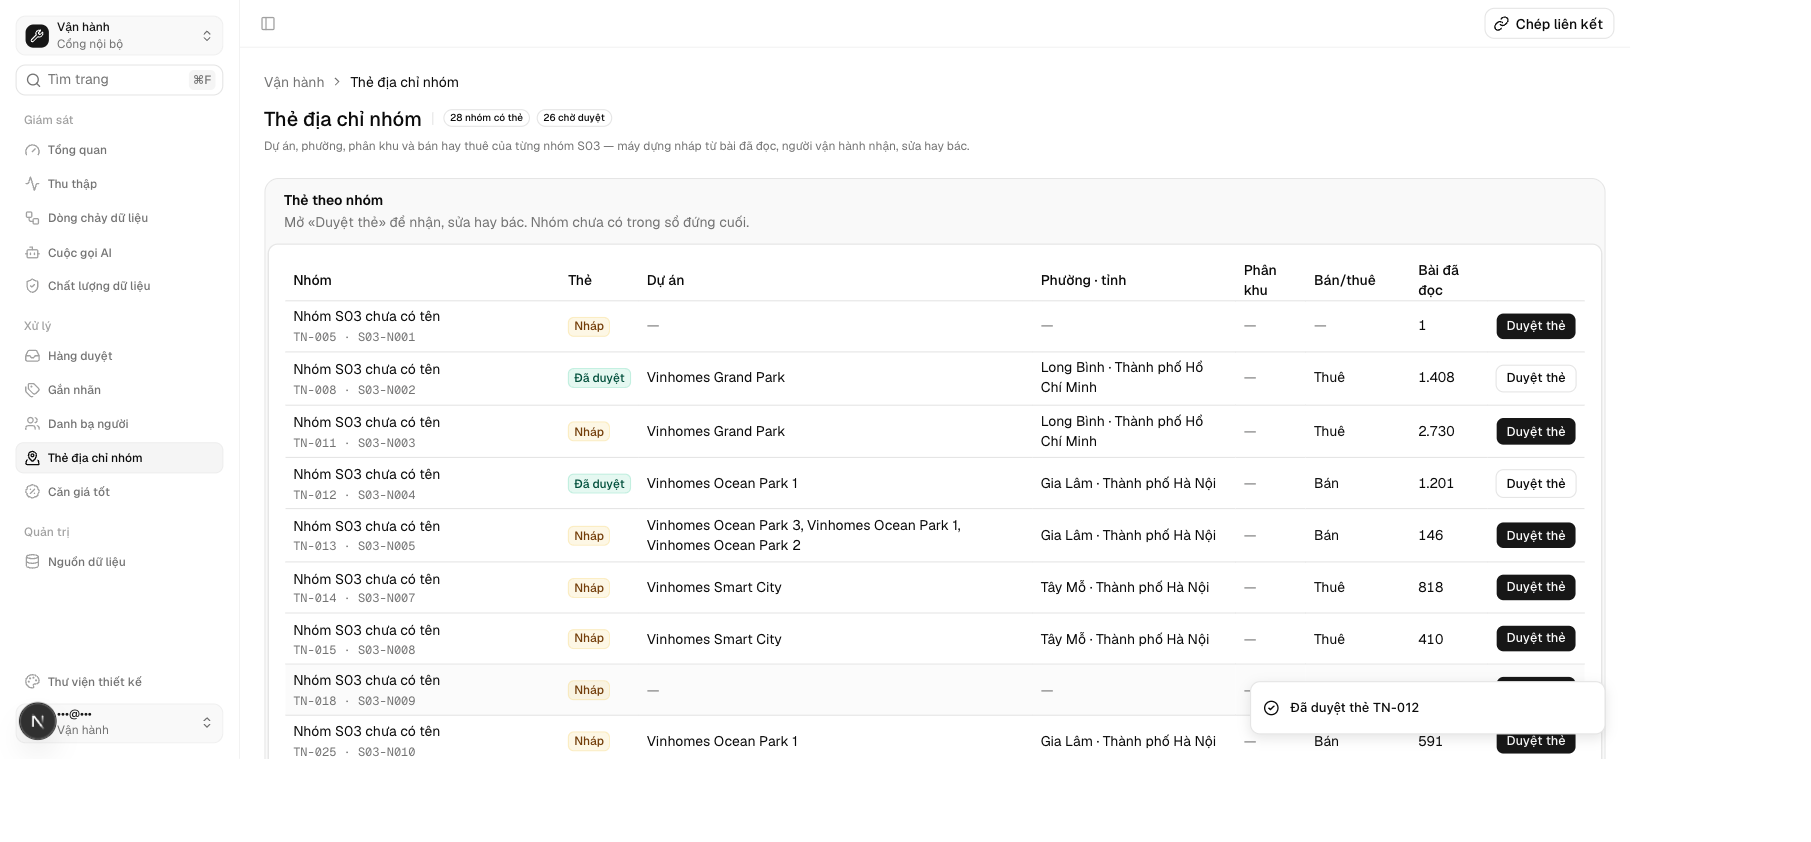 Vận hành
Cổng nội bộ
Tìm trang
⌘F
Giám sát
Tổng quan
Thu thập
Dòng chảy dữ liệu
Cuộc gọi AI
Chất lượng dữ liệu
Xử lý
Hàng duyệt
Gắn nhãn
Danh bạ người
Thẻ địa chỉ nhóm
Căn giá tốt
Quản trị
Nguồn dữ liệu
Thư viện thiết kế
N
•••@•••
Vận hành
Chép liên kết
Vận hành > Thẻ địa chỉ nhóm
Thẻ địa chỉ nhóm
28 nhóm có thẻ
26 chờ duyệt
Dự án, phường, phân khu và bán hay thuê của từng nhóm S03 — máy dựng nháp từ bài đã đọc, người vận hành nhận, sửa hay bác.
Thẻ theo nhóm
Mở «Duyệt thẻ» để nhận, sửa hay bác. Nhóm chưa có trong sổ đứng cuối.
Nhóm Thẻ Dự án Phường · tỉnh Phân khu Bán/thuê Bài đã đọc
Nhóm S03 chưa có tên
TN-005 · S03-N001
Nháp — — — — 1 Duyệt thẻ
Nhóm S03 chưa có tên
TN-008 · S03-N002
Đã duyệt Vinhomes Grand Park
Long Bình · Thành phố Hồ
Chí Minh
— Thuê 1.408 Duyệt thẻ
Nhóm S03 chưa có tên
TN-011 · S03-N003
Nháp Vinhomes Grand Park
Long Bình · Thành phố Hồ
Chí Minh
— Thuê 2.730 Duyệt thẻ
Nhóm S03 chưa có tên
TN-012 · S03-N004
Đã duyệt Vinhomes Ocean Park 1 Gia Lâm · Thành phố Hà Nội — Bán 1.201 Duyệt thẻ
Nhóm S03 chưa có tên
TN-013 · S03-N005
Nháp
Vinhomes Ocean Park 3, Vinhomes Ocean Park 1,
Vinhomes Ocean Park 2
Gia Lâm · Thành phố Hà Nội — Bán 146 Duyệt thẻ
Nhóm S03 chưa có tên
TN-014 · S03-N007
Nháp Vinhomes Smart City Tây Mỗ · Thành phố Hà Nội — Thuê 818 Duyệt thẻ
Nhóm S03 chưa có tên
TN-015 · S03-N008
Nháp Vinhomes Smart City Tây Mỗ · Thành phố Hà Nội — Thuê 410 Duyệt thẻ
Nhóm S03 chưa có tên
TN-018 · S03-N009
Nháp — — —
Đã duyệt thẻ TN-012
Nhóm S03 chưa có tên
TN-025 · S03-N010
Nháp Vinhomes Ocean Park 1 Gia Lâm · Thành phố Hà Nội — Bán 591 Duyệt thẻ